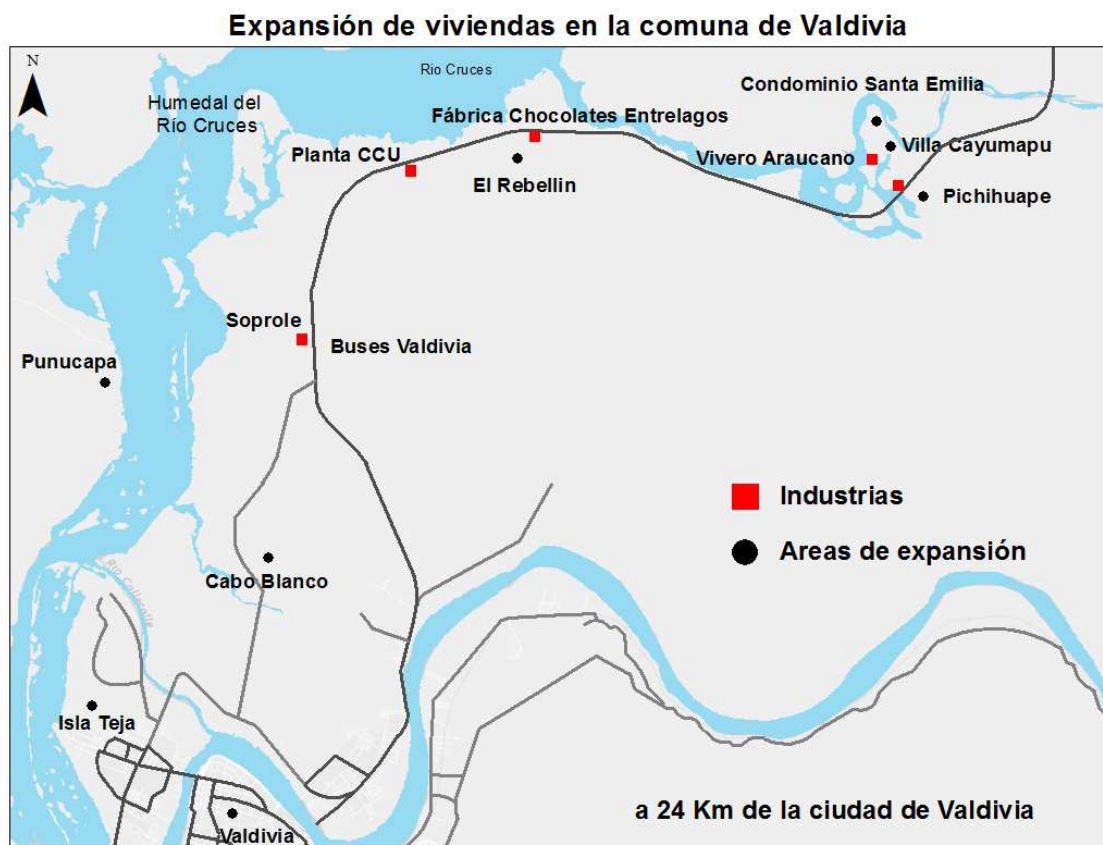 Expansión de viviendas en la comuna de Valdivia
N
Rio Cruces
Humedal del
Río Cruces
Condominio Santa Emilia
Fábrica Chocolates Entrelagos
Planta CCU
Vivero Araucano
Villa Cayumapu
El Rebellin
Pichihuape
Soprole
Buses Valdivia
Punucapa
Industrias
Areas de expansión
Cabo Blanco
Río Callecalle
Isla Teja
Valdivia
a 24 Km de la ciudad de Valdivia